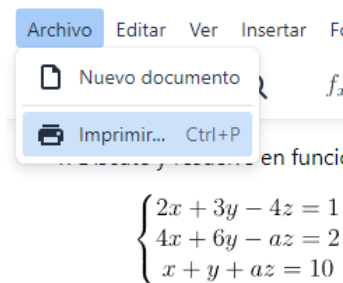 Archivo Editar Ver Insertar
Nuevo documento
Imprimir... Ctrl+P
en
2x + 3y − 4z = 1
4x + 6y − az = 2
x + y + az = 10